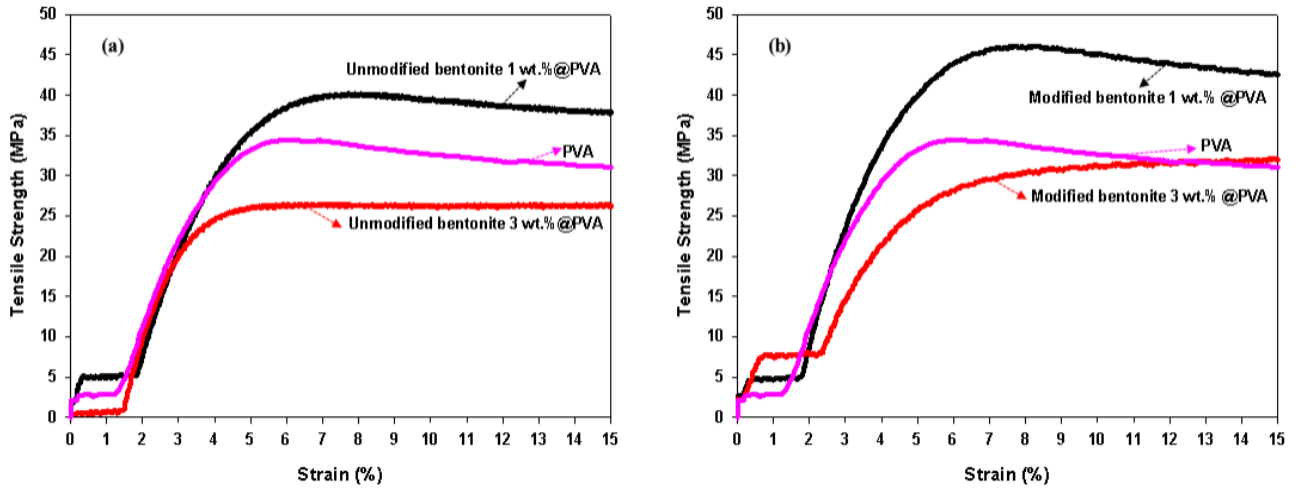 (a)
Tensile Strength (MPa)
50
45
40
35
30
25
20
15
10
5
0
Unmodified bentonite 1 wt.%@PVA
PVA
Unmodified bentonite 3 wt.%@PVA
0 1 2 3 4 5 6 7 8 9 10 11 12 13 14 15
Strain (%)
(b)
Tensile Strength (MPa)
50
45
40
35
30
25
20
15
10
5
0
Modified bentonite 1 wt.% @PVA
PVA
Modified bentonite 3 wt.% @PVA
0 1 2 3 4 5 6 7 8 9 10 11 12 13 14 15
Strain (%)